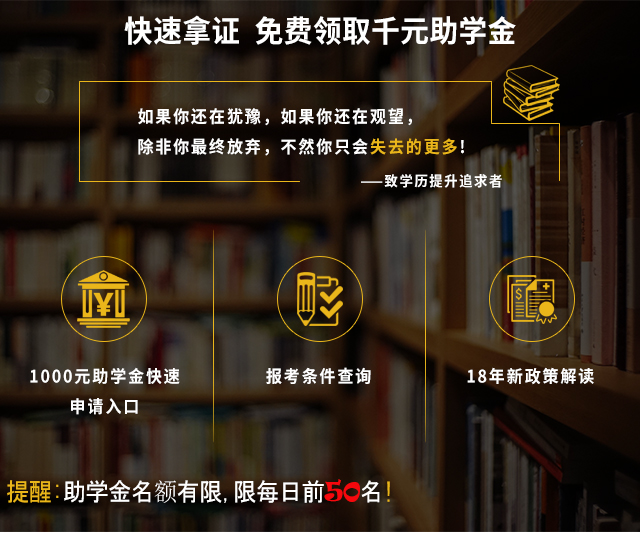 快速拿证 免费领取千元助学金
如果你还在犹豫，如果你还在观望，
除非你最终放弃，不然你只会失去的更多!
——致学历提升追求者
1000元助学金快速
申请入口
报考条件查询
18年新政策解读
提醒:助学金名额有限,限每日前50名!